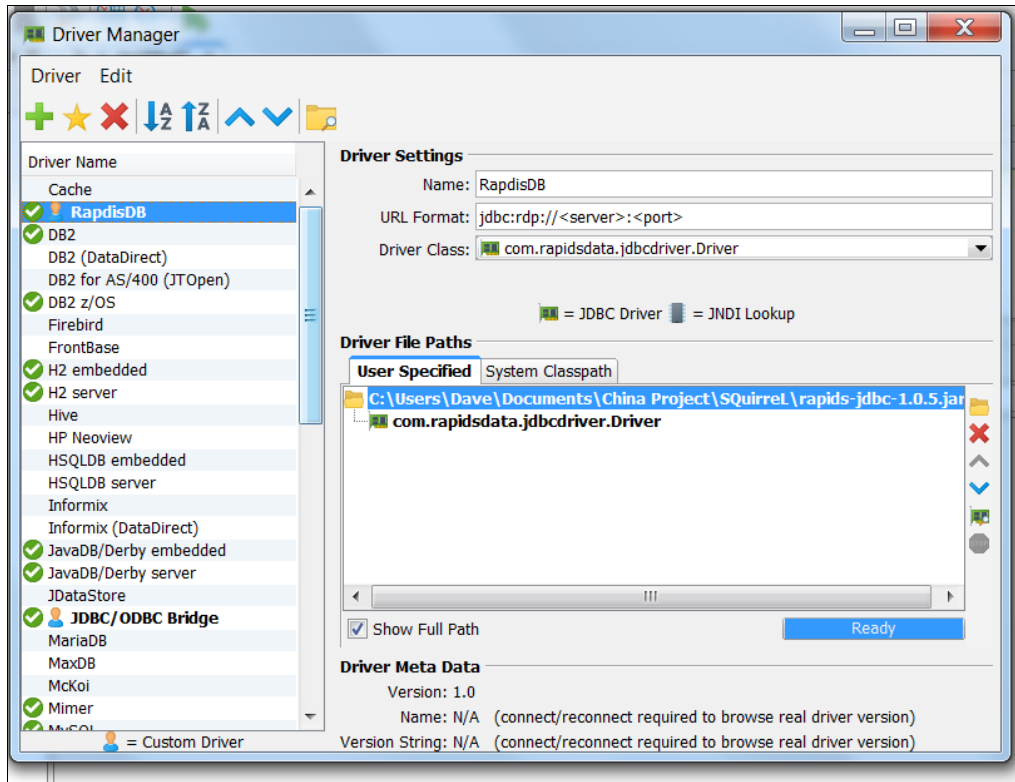 Driver Manager
Driver Edit
Driver Name
Cache
RapdisDB
DB2
DB2 (DataDirect)
DB2 for AS/400 (JTOpen)
DB2 z/OS
Firebird
FrontBase
H2 embedded
H2 server
Hive
HP Neoview
HSQLDB embedded
HSQLDB server
Informix
Informix (DataDirect)
JavaDB/Derby embedded
JavaDB/Derby server
JDataStore
JDBC/ODBC Bridge
MariaDB
MaxDB
McKoi
Mimer
MySQL
= Custom Driver
Driver Settings
Name: RapdisDB
URL Format: jdbc:rdp://<server>:<port>
Driver Class: com.rapidsdata.jdbcdriver.Driver
= JDBC Driver = JNDI Lookup
Driver File Paths
User Specified System Classpath
C:\Users\Dave\Documents\China Project\SQuirreL\rapids-jdbc-1.0.5.jar
com.rapidsdata.jdbcdriver.Driver
Show Full Path
Ready
Driver Meta Data
Version: 1.0
Name: N/A (connect/reconnect required to browse real driver version)
Version String: N/A (connect/reconnect required to browse real driver version)